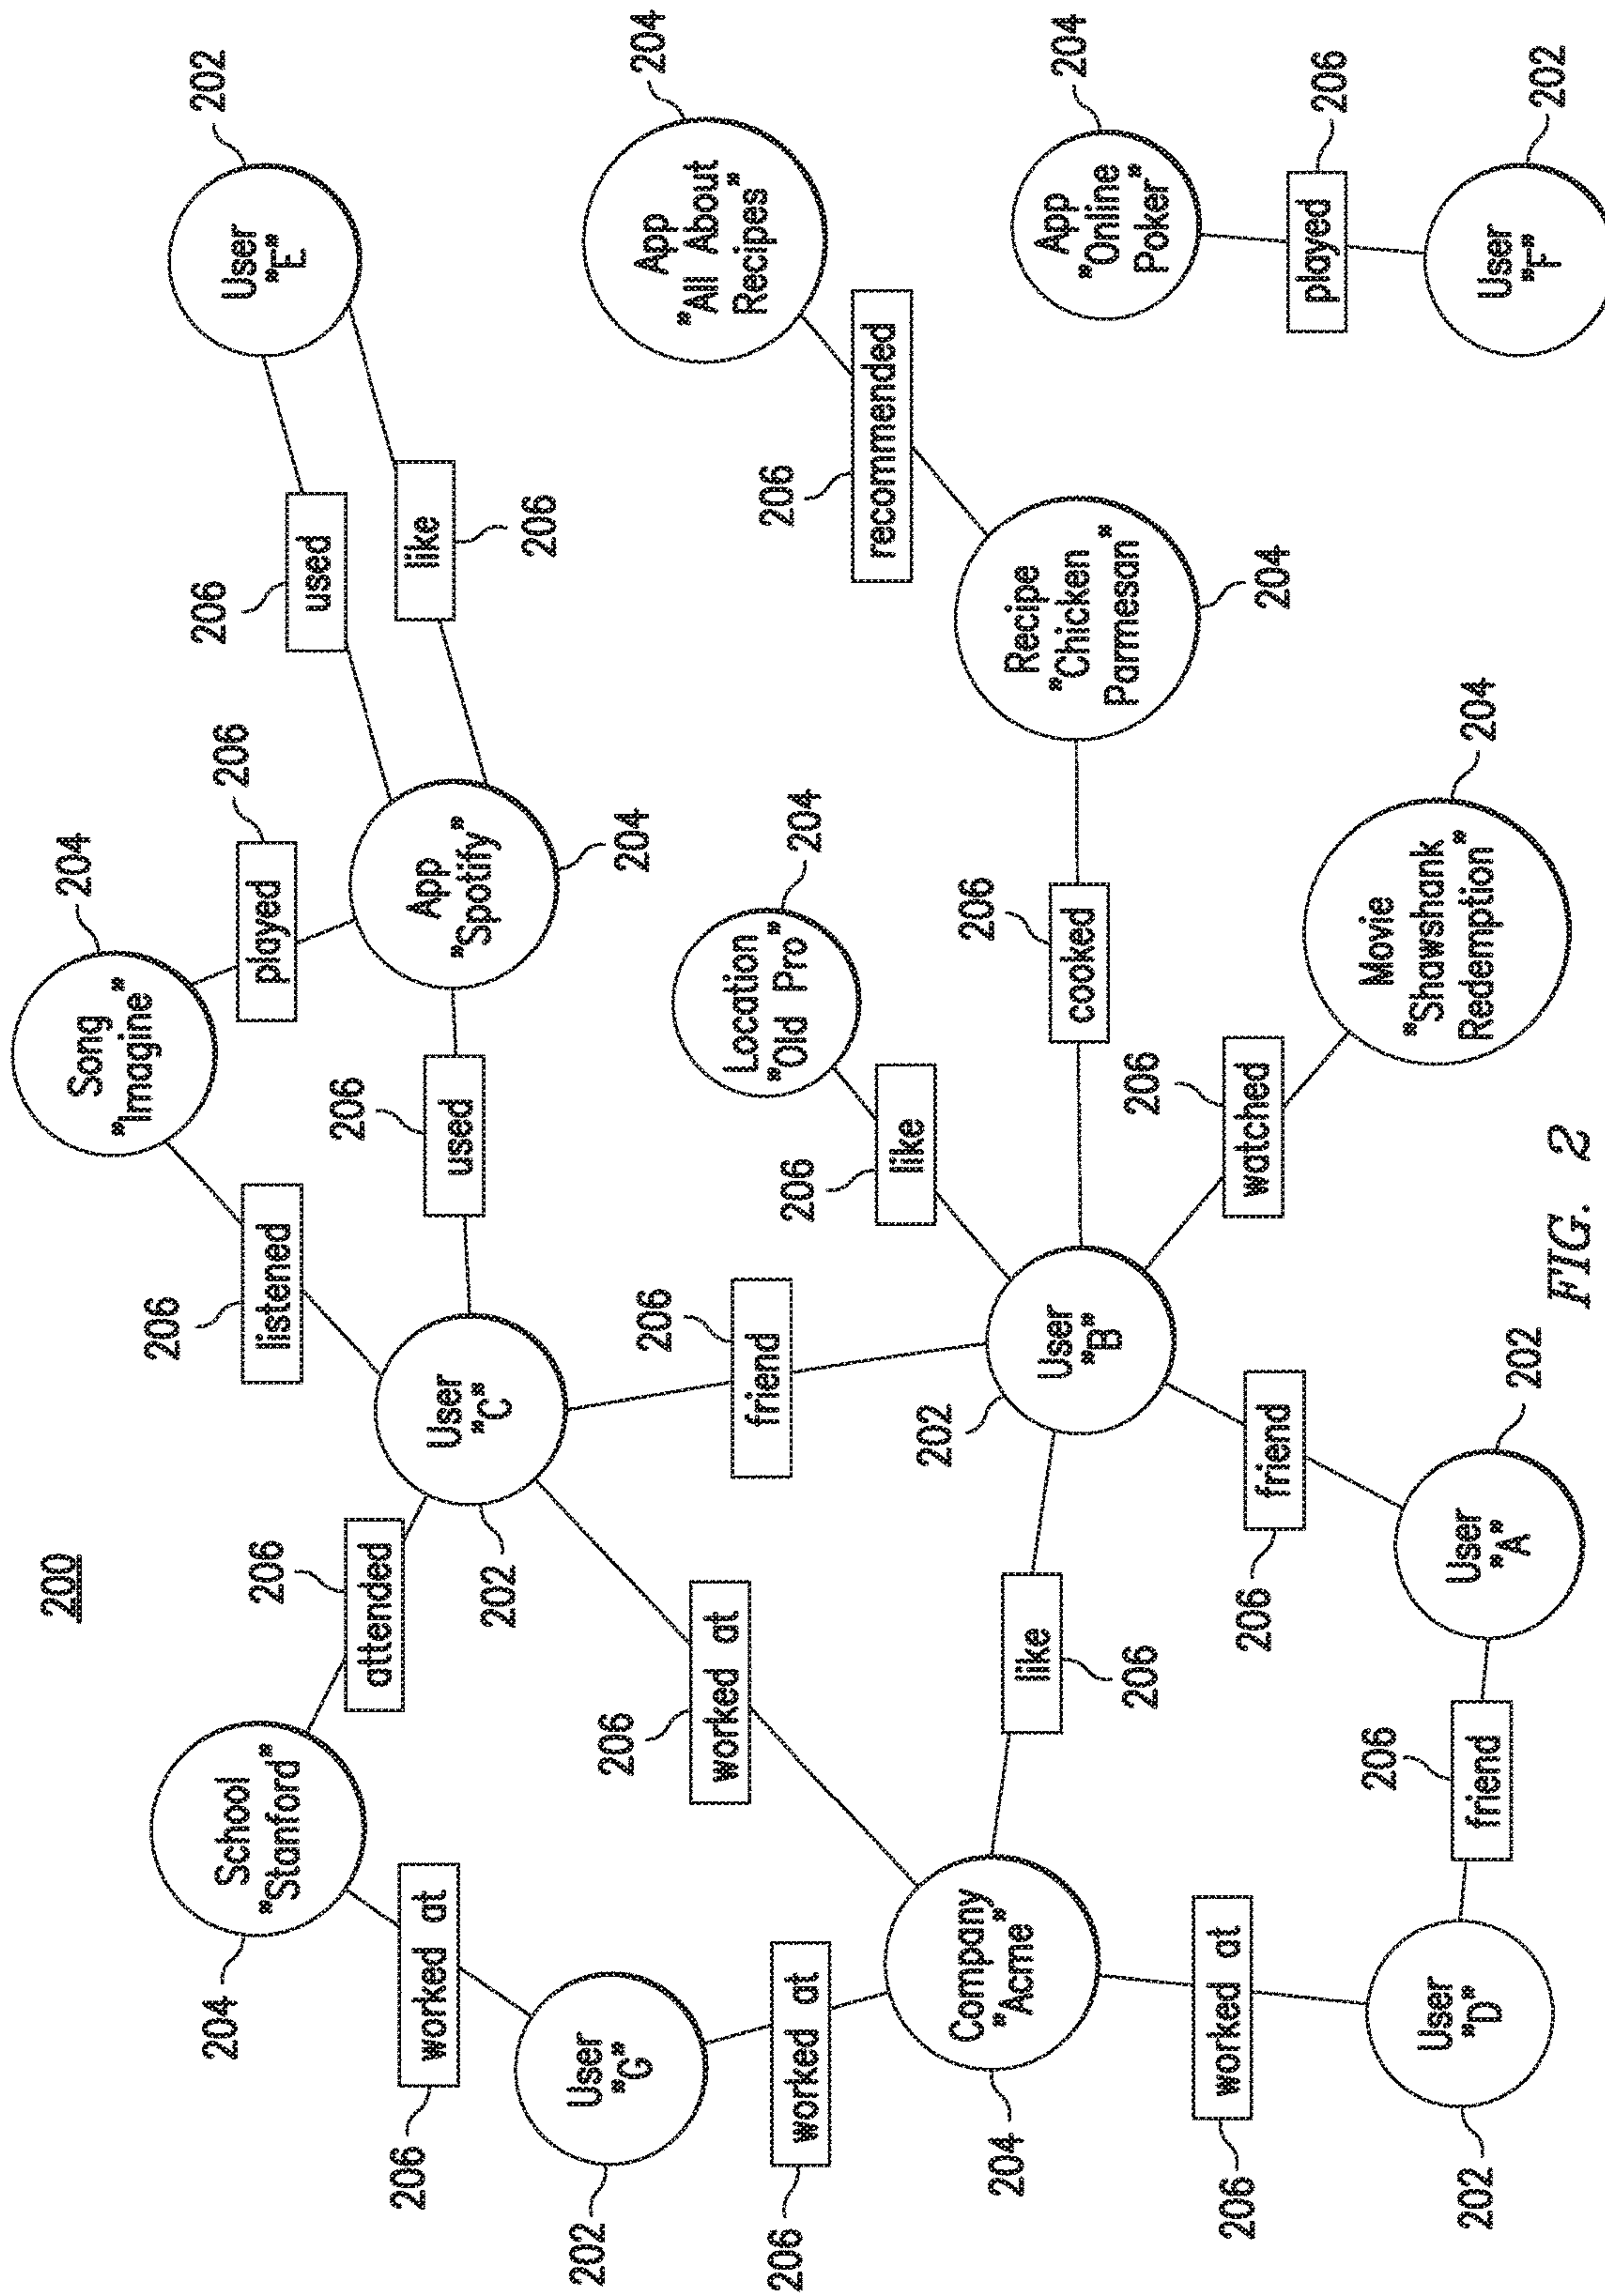 200
204
School
"Stanford"
206
attended
206
listened
Song
"Imagine"
204
206
played
206
used
User
"E"
202
206
worked at
202
User
"C"
206
used
App
"Spotify"
204
like
206
202
User
"G"
206
worked at
206
worked at
206
friend
Location
"Old Pro"
204
206
like
206
recommended
App
"All About
Recipes"
204
204
Company
"Acme"
like
206
202
User
"B"
206
cooked
Recipe
"Chicken
Parmesan"
204
App
"Online
Poker"
204
206
worked at
206
friend
206
watched
played
206
202
User
"D"
206
friend
User
"A"
202
Movie
"Shawshank
Redemption"
204
User
"F"
202
FIG. 2